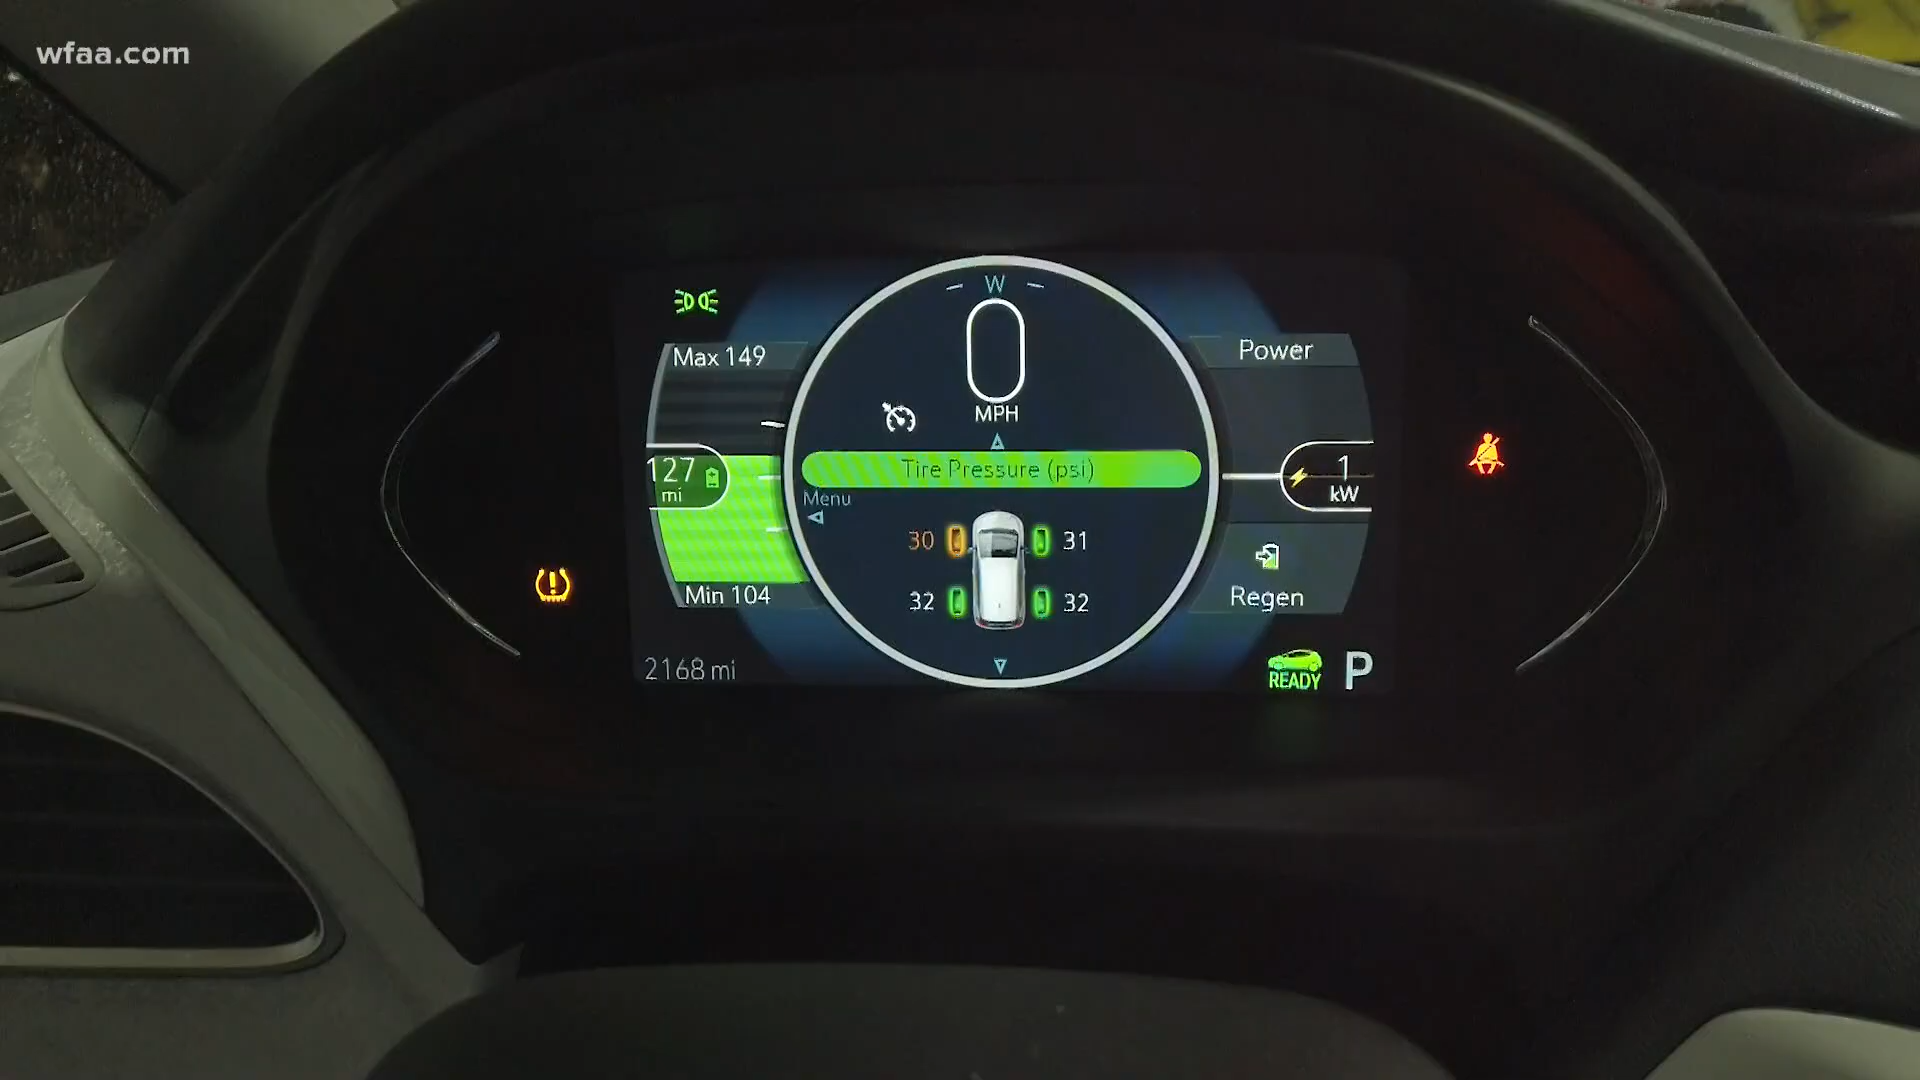 wfaa.com
W
0
MPH
Max 149
Power
127
mi
Tire Pressure (psi)
1
kW
Menu
30
31
32
32
Min 104
Regen
2168 mi
READY
P